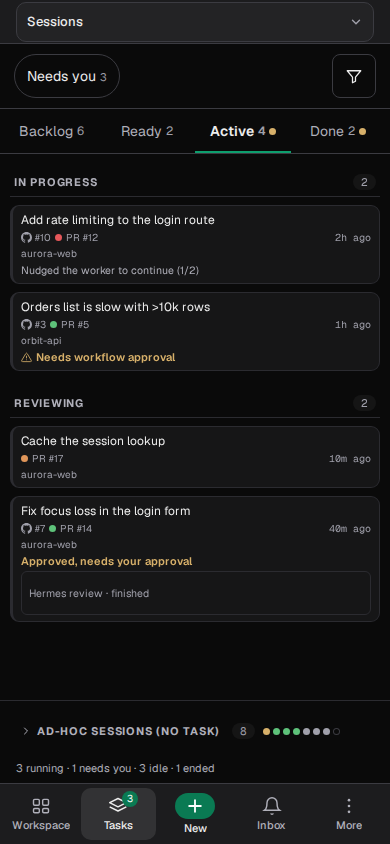 Sessions
Needs you 3
Backlog 6 Ready 2 Active 4 Done 2
IN PROGRESS 2
Add rate limiting to the login route
#10 PR #12 2h ago
aurora-web
Nudged the worker to continue (1/2)
Orders list is slow with >10k rows
#3 PR #5 1h ago
orbit-api
Needs workflow approval
REVIEWING 2
Cache the session lookup
PR #17 10m ago
aurora-web
Fix focus loss in the login form
#7 PR #14 40m ago
aurora-web
Approved, needs your approval
Hermes review · finished
AD-HOC SESSIONS (NO TASK) 8
3 running · 1 needs you · 3 idle · 1 ended
3
Workspace Tasks New Inbox More